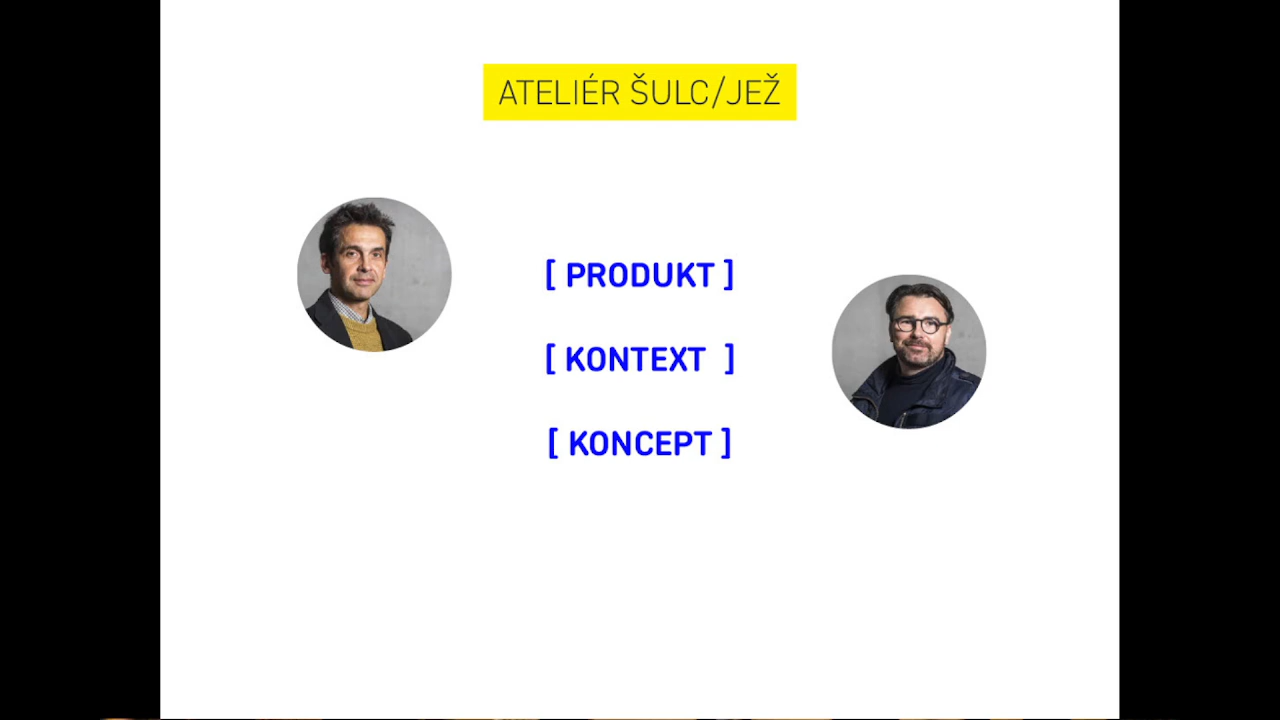 ATELIÉR ŠULC/JEŽ
[ PRODUKT ]
[ KONTEXT ]
[ KONCEPT ]